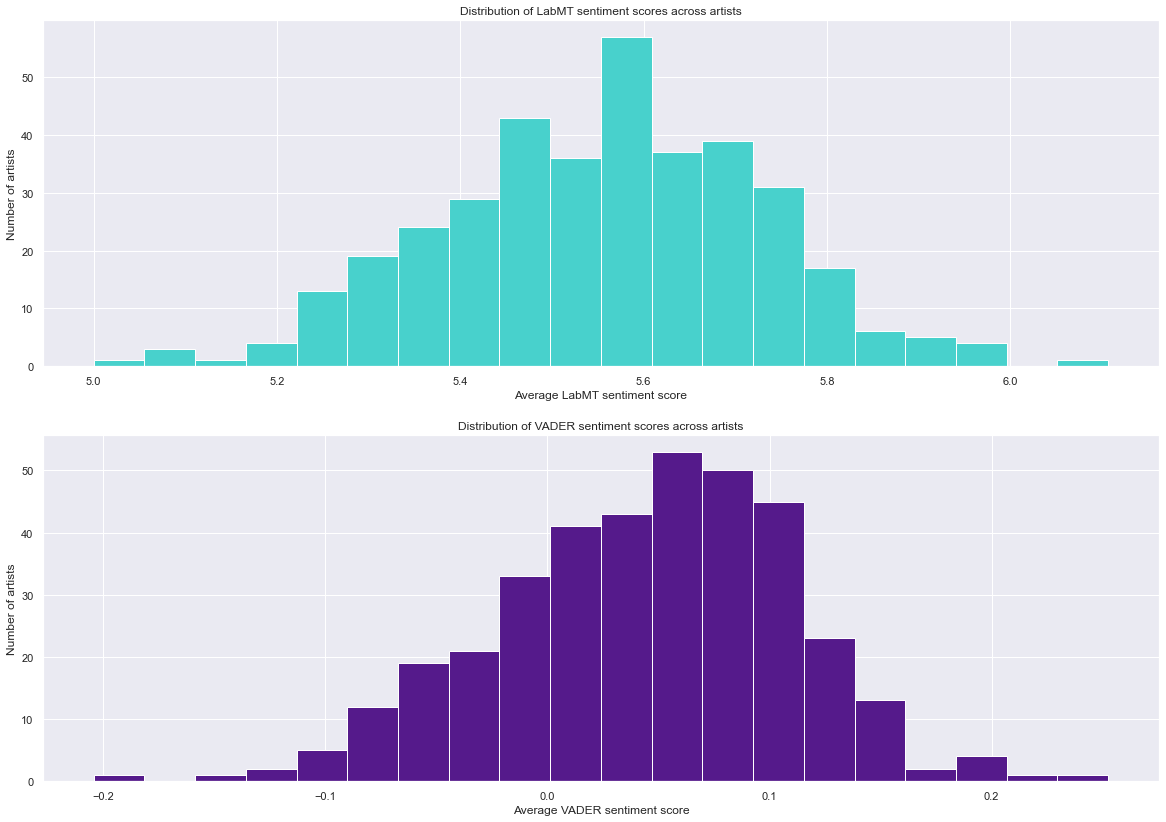 Distribution of LabMT sentiment scores across artists
Number of artists
50
40
30
20
10
0
5.0 5.2 5.4 5.6 5.8 6.0
Average LabMT sentiment score
Distribution of VADER sentiment scores across artists
Number of artists
50
40
30
20
10
0
−0.2 −0.1 0.0 0.1 0.2
Average VADER sentiment score